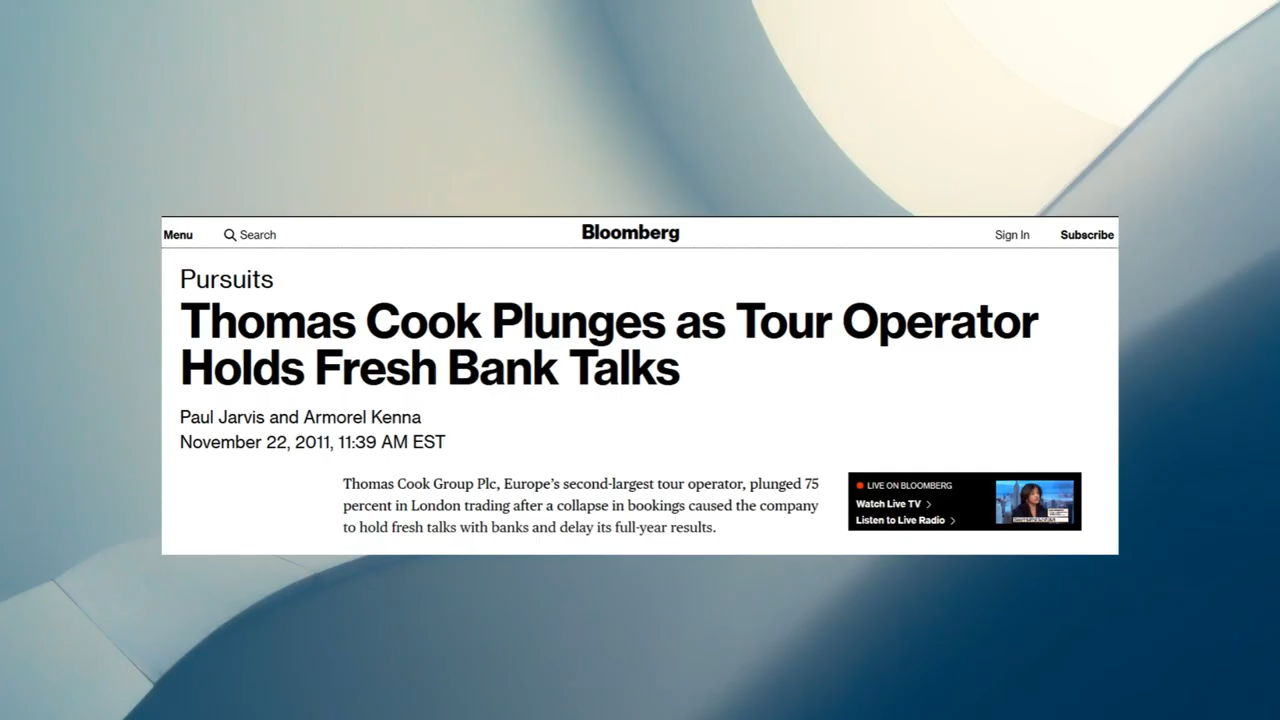 Menu
Search
Bloomberg
Sign In
Subscribe
Pursuits
Thomas Cook Plunges as Tour Operator
Holds Fresh Bank Talks
Paul Jarvis and Armorel Kenna
November 22, 2011, 11:39 AM EST
Thomas Cook Group Plc, Europe’s second-largest tour operator, plunged 75
percent in London trading after a collapse in bookings caused the company
to hold fresh talks with banks and delay its full-year results.
LIVE ON BLOOMBERG
Watch Live TV
Listen to Live Radio